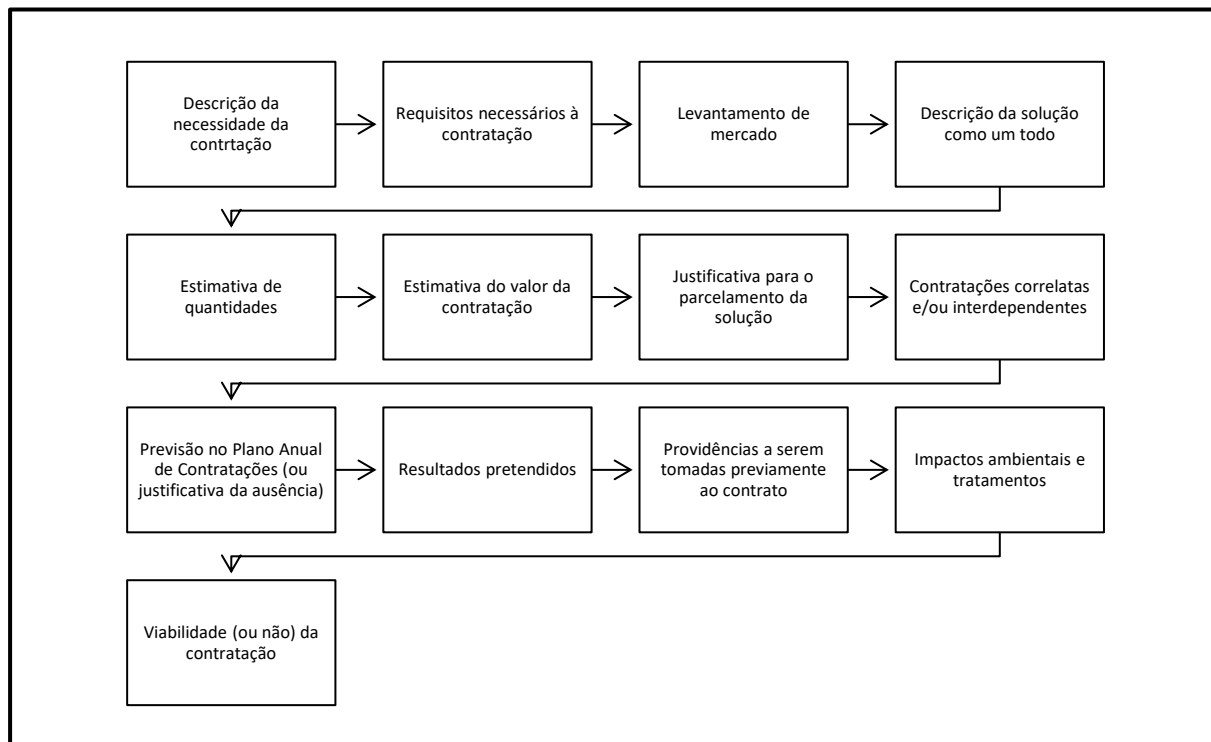 Descrição da
necessidade da
contrtação
Requisitos necessários à
contratação
Levantamento de
mercado
Descrição da solução
como um todo
Estimativa de
quantidades
Estimativa do valor da
contratação
Justificativa para o
parcelamento da
solução
Contratações correlatas
e/ou interdependentes
Previsão no Plano Anual
de Contratações (ou
justificativa da ausência)
Resultados pretendidos
Providências a serem
tomadas previamente
ao contrato
Impactos ambientais e
tratamentos
Viabilidade (ou não) da
contratação